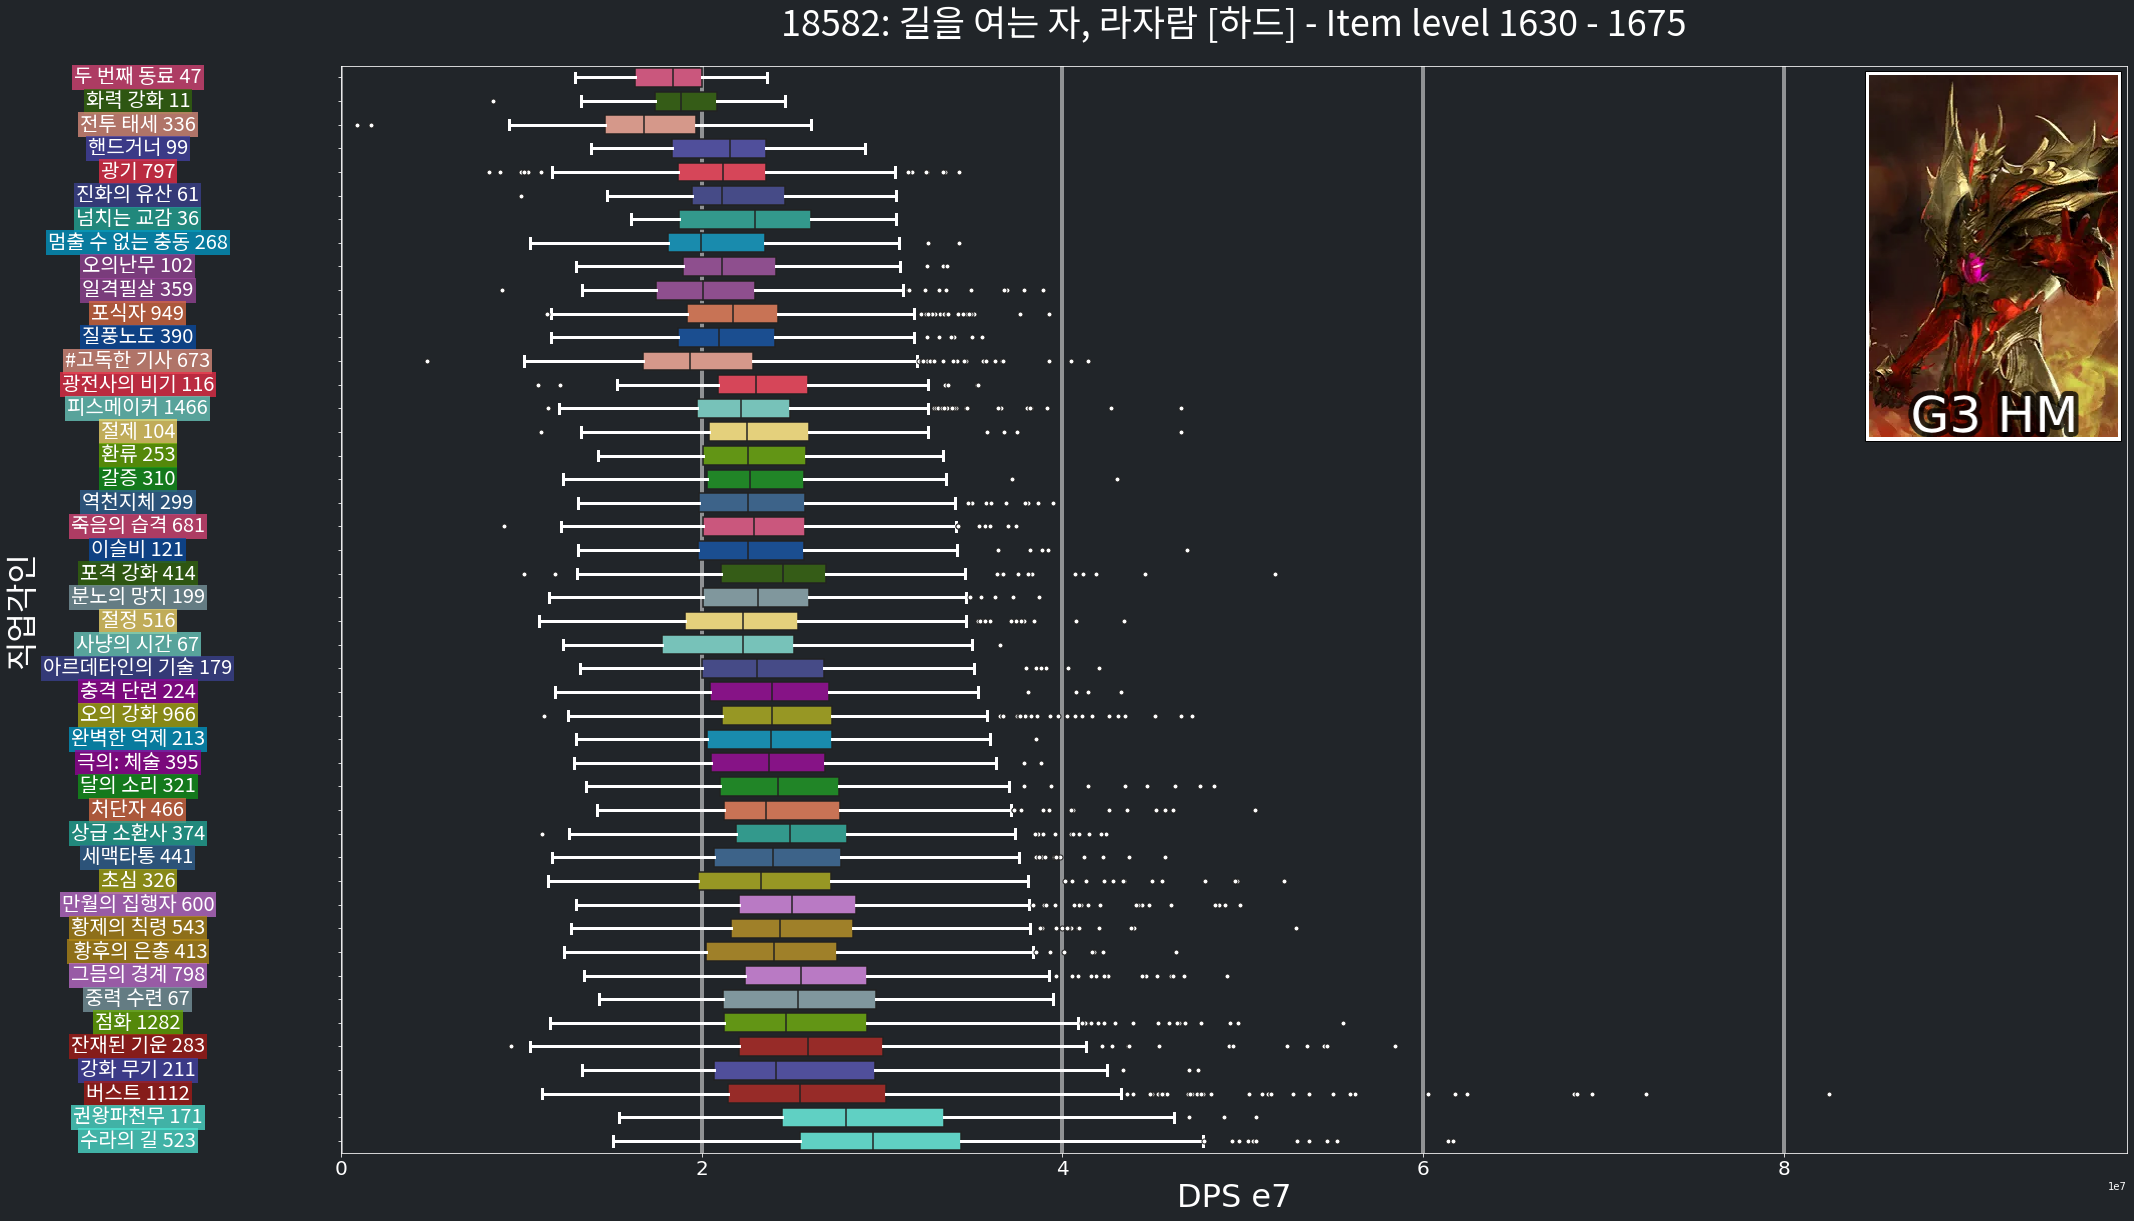 18582: 길을 여는 자, 라자람 [하드] - Item level 1630 - 1675
직업각인
두 번째 동료 47
화력 강화 11
전투 태세 336
핸드거너 99
광기 797
진화의 유산 61
넘치는 교감 36
멈출 수 없는 충동 268
오의난무 102
일격필살 359
포식자 949
질풍노도 390
#고독한 기사 673
광전사의 비기 116
피스메이커 1466
절제 104
환류 253
갈증 310
역천지체 299
죽음의 습격 681
이슬비 121
포격 강화 414
분노의 망치 199
절정 516
사냥의 시간 67
아르데타인의 기술 179
충격 단련 224
오의 강화 966
완벽한 억제 213
극의: 체술 395
달의 소리 321
처단자 466
상급 소환사 374
세맥타통 441
초심 326
만월의 집행자 600
황제의 칙령 543
황후의 은총 413
그믐의 경계 798
중력 수련 67
점화 1282
잔재된 기운 283
강화 무기 211
버스트 1112
권왕파천무 171
수라의 길 523
G3 HM
0 2 4 6 8
DPS e7
1e7